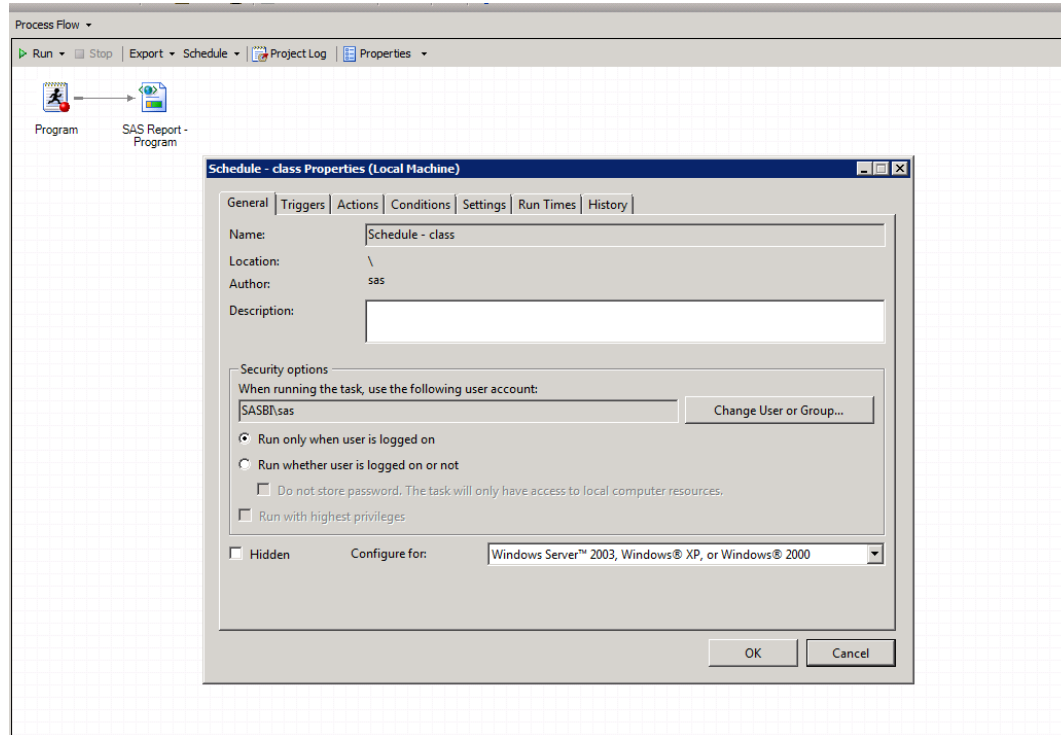 Process Flow
Run Stop Export Schedule Project Log Properties
Program
SAS Report -
Program
Schedule - class Properties (Local Machine)
General Triggers Actions Conditions Settings Run Times History
Name: Schedule - class
Location: \
Author: sas
Description:
Security options
When running the task, use the following user account:
SASBI\sas Change User or Group...
Run only when user is logged on
Run whether user is logged on or not
Do not store password. The task will only have access to local computer resources.
Run with highest privileges
Hidden Configure for: Windows Server™ 2003, Windows® XP, or Windows® 2000
OK Cancel